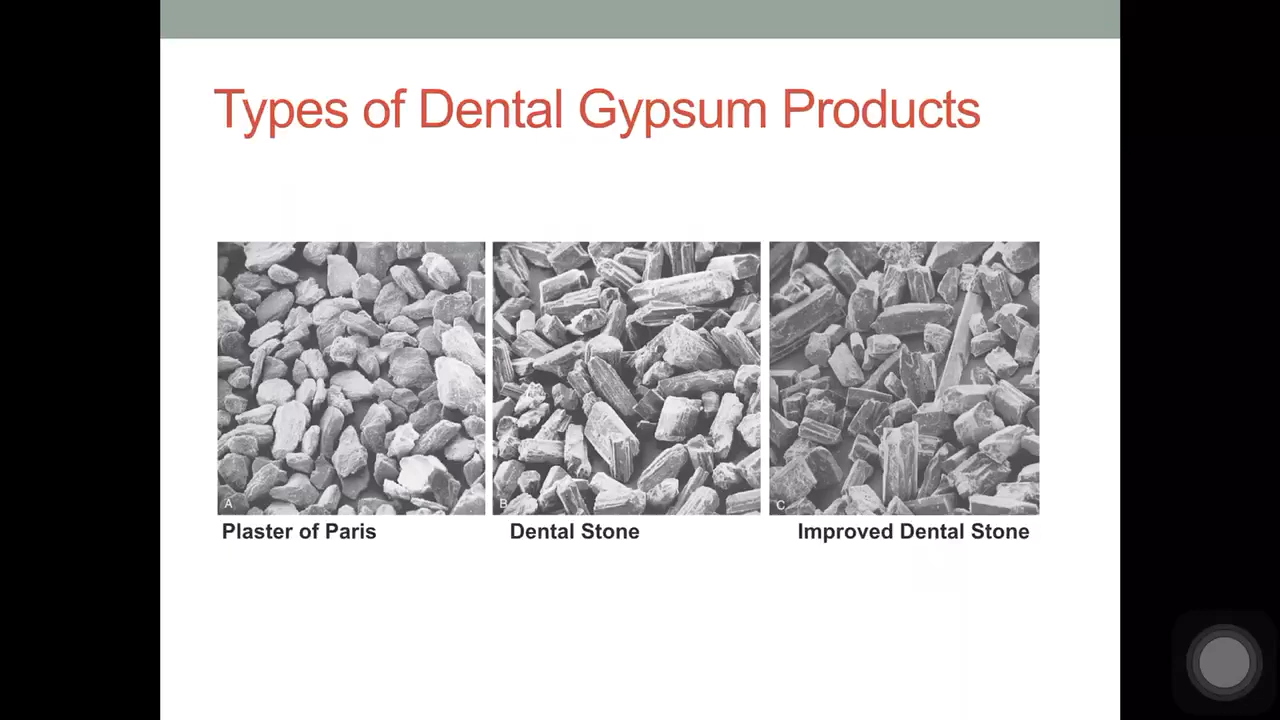 Types of Dental Gypsum Products
A
B
C
Plaster of Paris
Dental Stone
Improved Dental Stone